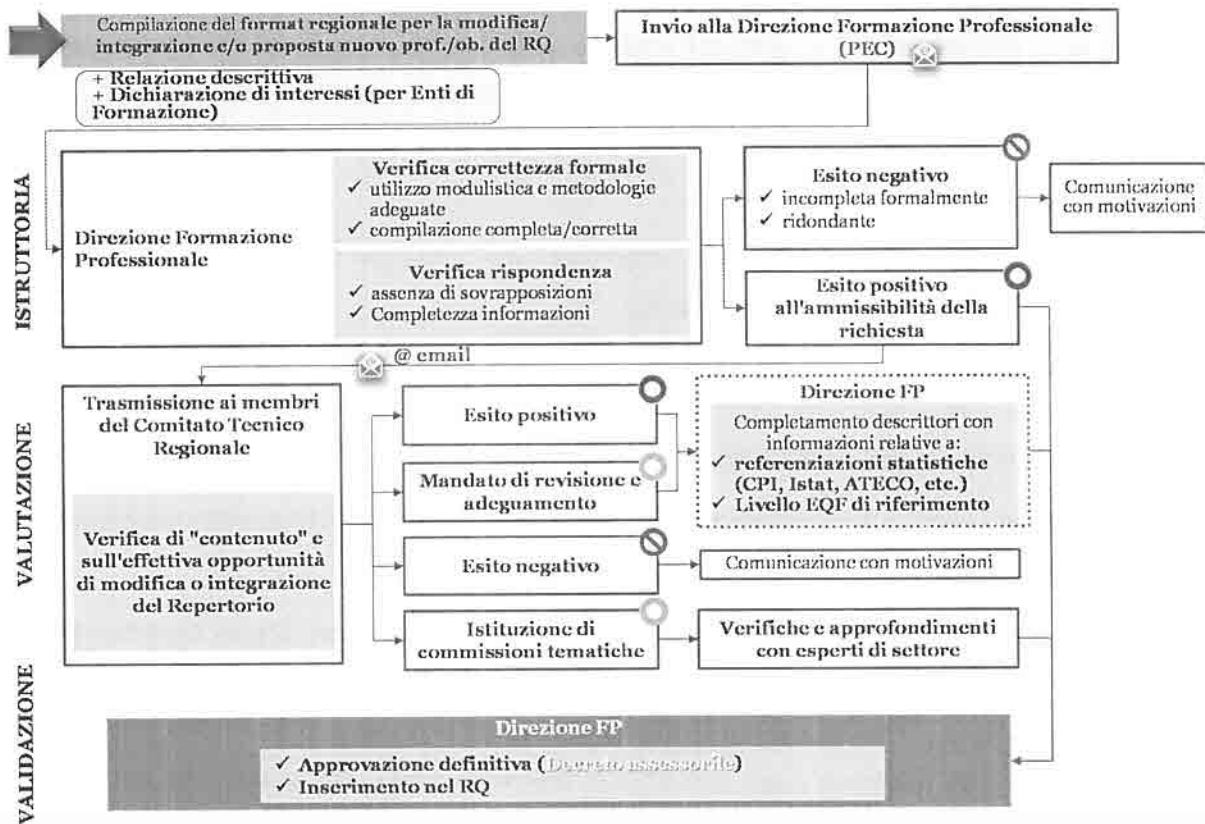 Compilazione del format regionale per la modifica/
integrazione e/o proposta nuovo prof./ob. del RQ
Invio alla Direzione Formazione Professionale
(PEC)
+ Relazione descrittiva
+ Dichiarazione di interessi (per Enti di
Formazione)
ISTRUTTORIA
Direzione Formazione
Professionale
Verifica correttezza formale
✓ utilizzo modulistica e metodologie
adeguate
✓ compilazione completa/corretta
Verifica rispondenza
✓ assenza di sovrapposizioni
✓ Completezza informazioni
Esito negativo
✓ incompleta formalmente
✓ ridondante
Comunicazione
con motivazioni
Esito positivo
all'ammissibilità della
richiesta
@ email
VALUTAZIONE
Trasmissione ai membri
del Comitato Tecnico
Regionale
Verifica di "contenuto" e
sull'effettiva opportunità
di modifica o integrazione
del Repertorio
Esito positivo
Mandato di revisione e
adeguamento
Esito negativo
Istituzione di
commissioni tematiche
Direzione FP
Completamento descrittori con
informazioni relative a:
✓ referenziazioni statistiche
(CPI, Istat, ATECO, etc.)
✓ Livello EQF di riferimento
Comunicazione con motivazioni
Verifiche e approfondimenti
con esperti di settore
VALIDAZIONE
Direzione FP
✓ Approvazione definitiva (Decreto assessorile)
✓ Inserimento nel RQ